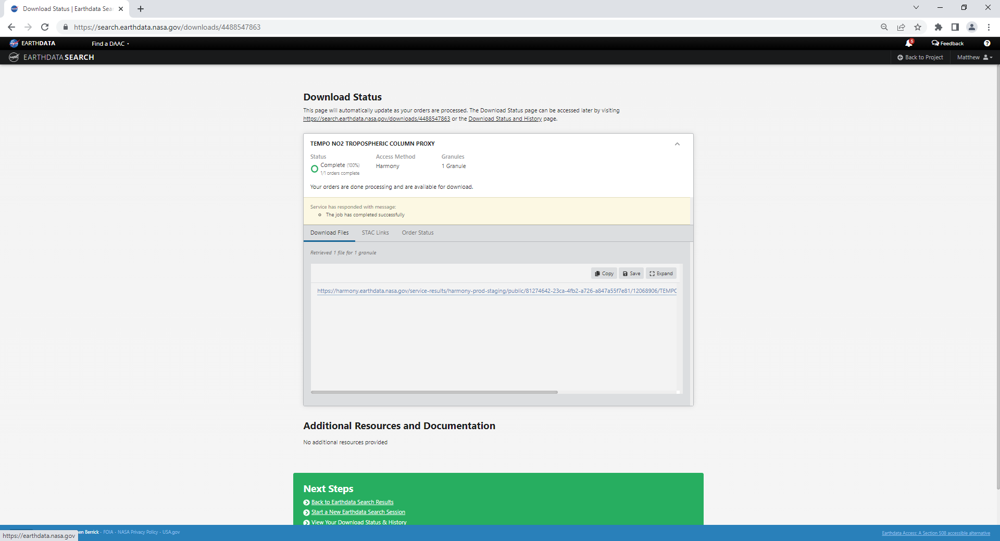 Download Status | Earthdata Sea
https://search.earthdata.nasa.gov/downloads/4488547863
EARTHDATA
Find a DAAC
6
Feedback
?
EARTHDATA SEARCH
Back to Project
Matthew
Download Status
This page will automatically update as your orders are processed. The Download Status page can be accessed later by visiting
https://search.earthdata.nasa.gov/downloads/4488547863 or the Download Status and History page.
TEMPO NO2 TROPOSPHERIC COLUMN PROXY
Status Access Method Granules
Complete (100%) Harmony 1 Granule
1/1 orders complete
Your orders are done processing and are available for download.
Service has responded with message:
The job has completed successfully
Download Files STAC Links Order Status
Retrieved 1 file for 1 granule
Copy Save Expand
https://harmony.earthdata.nasa.gov/service-results/harmony-prod-staging/public/81274642-23ca-4fb2-a726-a847a55f7e81/12068906/TEMPO
Additional Resources and Documentation
No additional resources provided
Next Steps
Back to Earthdata Search Results
Start a New Earthdata Search Session
View Your Download Status & History
https://earthdata.nasa.gov
hen Berrick · FOIA · NASA Privacy Policy · USA.gov
Earthdata Access: A Section 508 accessible alternative